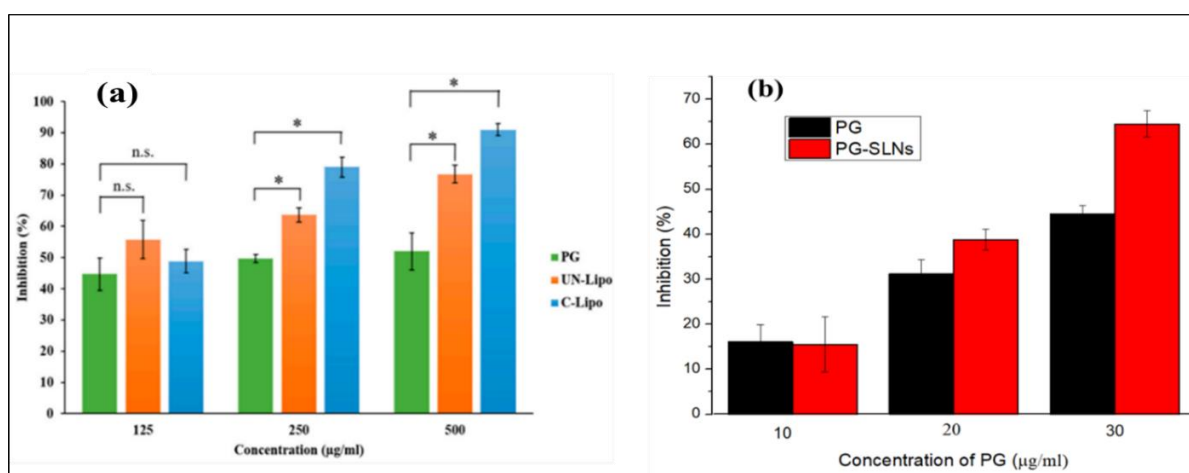 (a)
100
90
80
70
60
50
40
30
20
10
0
Inhibition (%)
n.s.
n.s.
*
*
*
*
PG
UN-Lipo
C-Lipo
125 250 500
Concentration (µg/ml)
(b)
70
60
50
40
30
20
10
0
Inhibition (%)
PG
PG-SLNs
10 20 30
Concentration of PG (µg/ml)